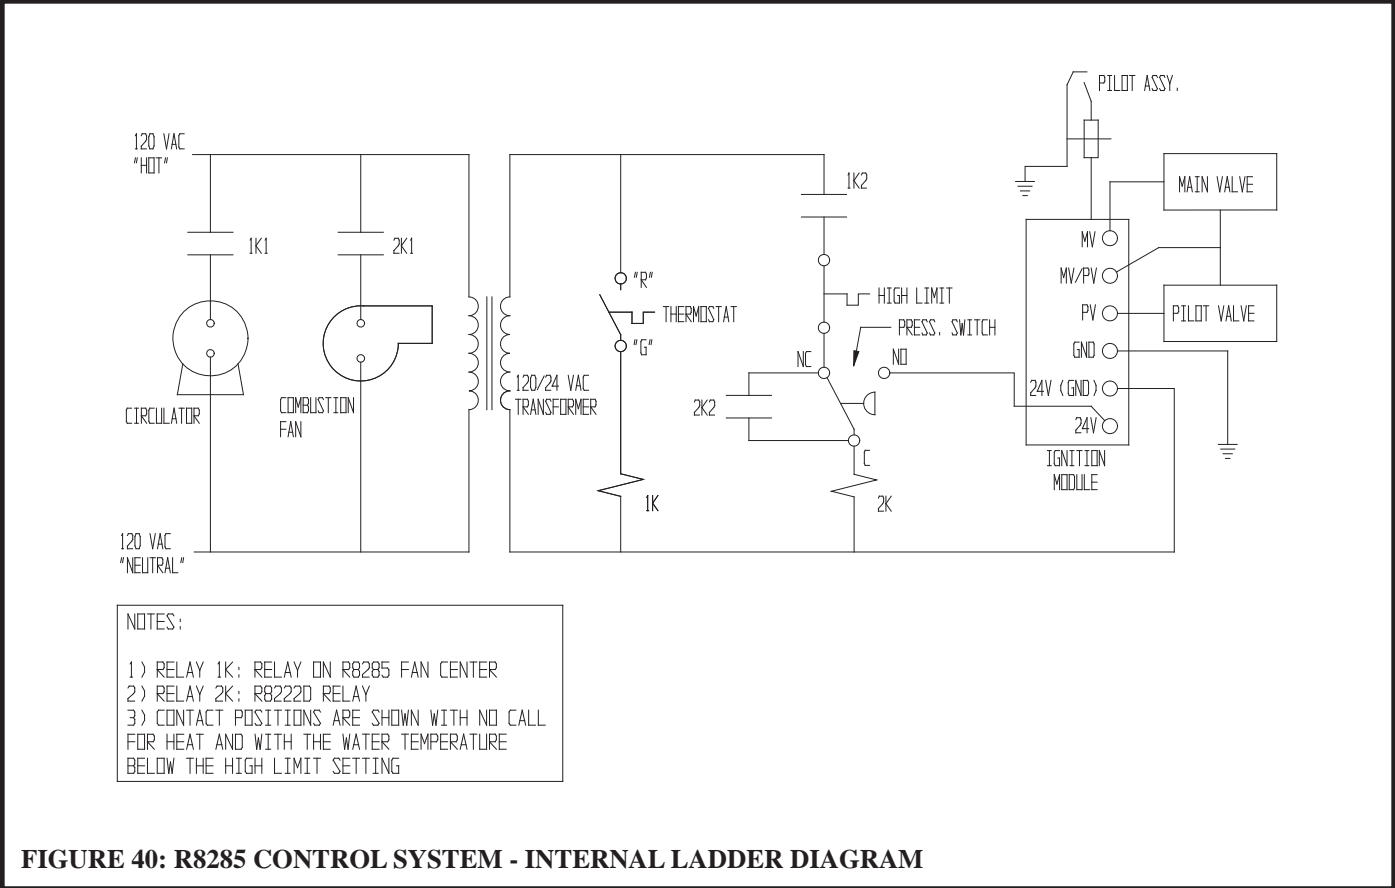 PILOT ASSY.
120 VAC
"HOT"
1K2
MAIN VALVE
1K1
2K1
MV
MV/PV
"R"
HIGH LIMIT
THERMOSTAT
PRESS. SWITCH
PV
PILOT VALVE
"G"
NC
NO
GND
120/24 VAC
TRANSFORMER
24V (GND)
CIRCULATOR
COMBUSTION
FAN
2K2
24V
C
IGNITION
MODULE
1K
2K
120 VAC
"NEUTRAL"
NOTES:
1) RELAY 1K: RELAY ON R8285 FAN CENTER
2) RELAY 2K: R8222D RELAY
3) CONTACT POSITIONS ARE SHOWN WITH NO CALL
FOR HEAT AND WITH THE WATER TEMPERATURE
BELOW THE HIGH LIMIT SETTING
FIGURE 40: R8285 CONTROL SYSTEM - INTERNAL LADDER DIAGRAM